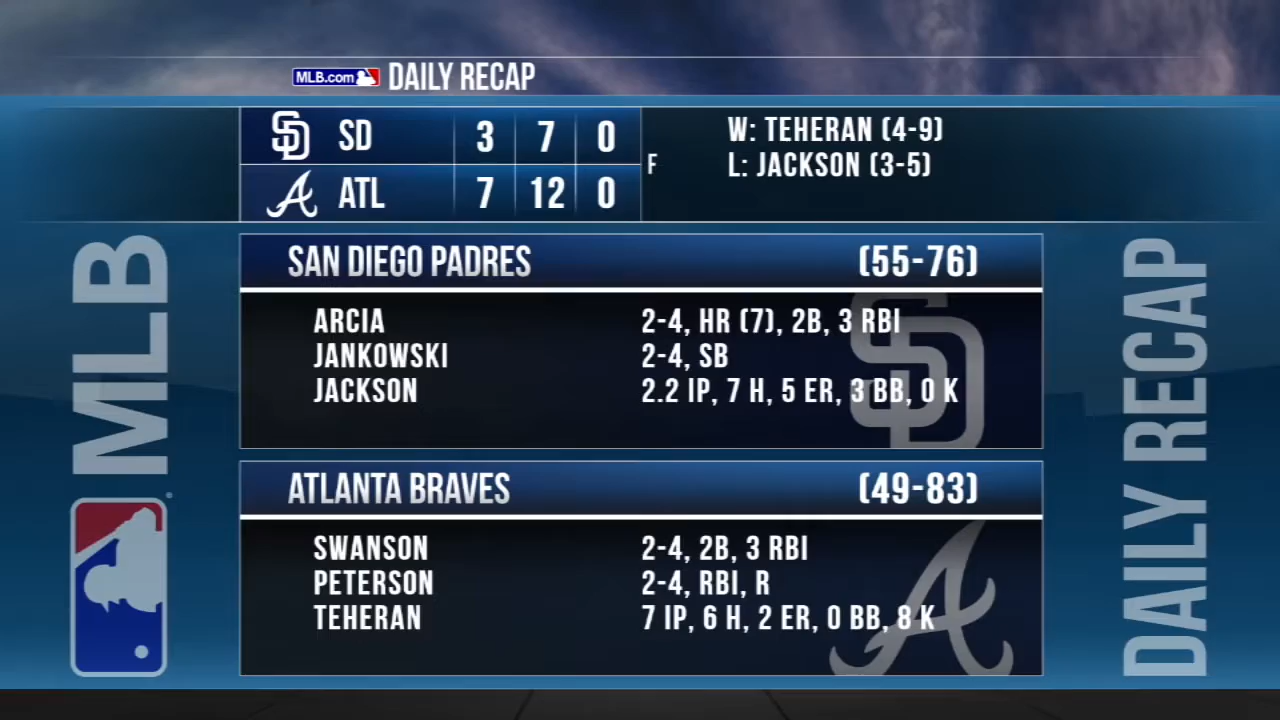 MLB.com DAILY RECAP
SD 3 7 0
ATL 7 12 0
F
W: TEHERAN (4-9)
L: JACKSON (3-5)
MLB
SAN DIEGO PADRES (55-76)
ARCIA 2-4, HR (7), 2B, 3 RBI
JANKOWSKI 2-4, SB
JACKSON 2.2 IP, 7 H, 5 ER, 3 BB, 0 K
ATLANTA BRAVES (49-83)
SWANSON 2-4, 2B, 3 RBI
PETERSON 2-4, RBI, R
TEHERAN 7 IP, 6 H, 2 ER, 0 BB, 8 K
DAILY RECAP